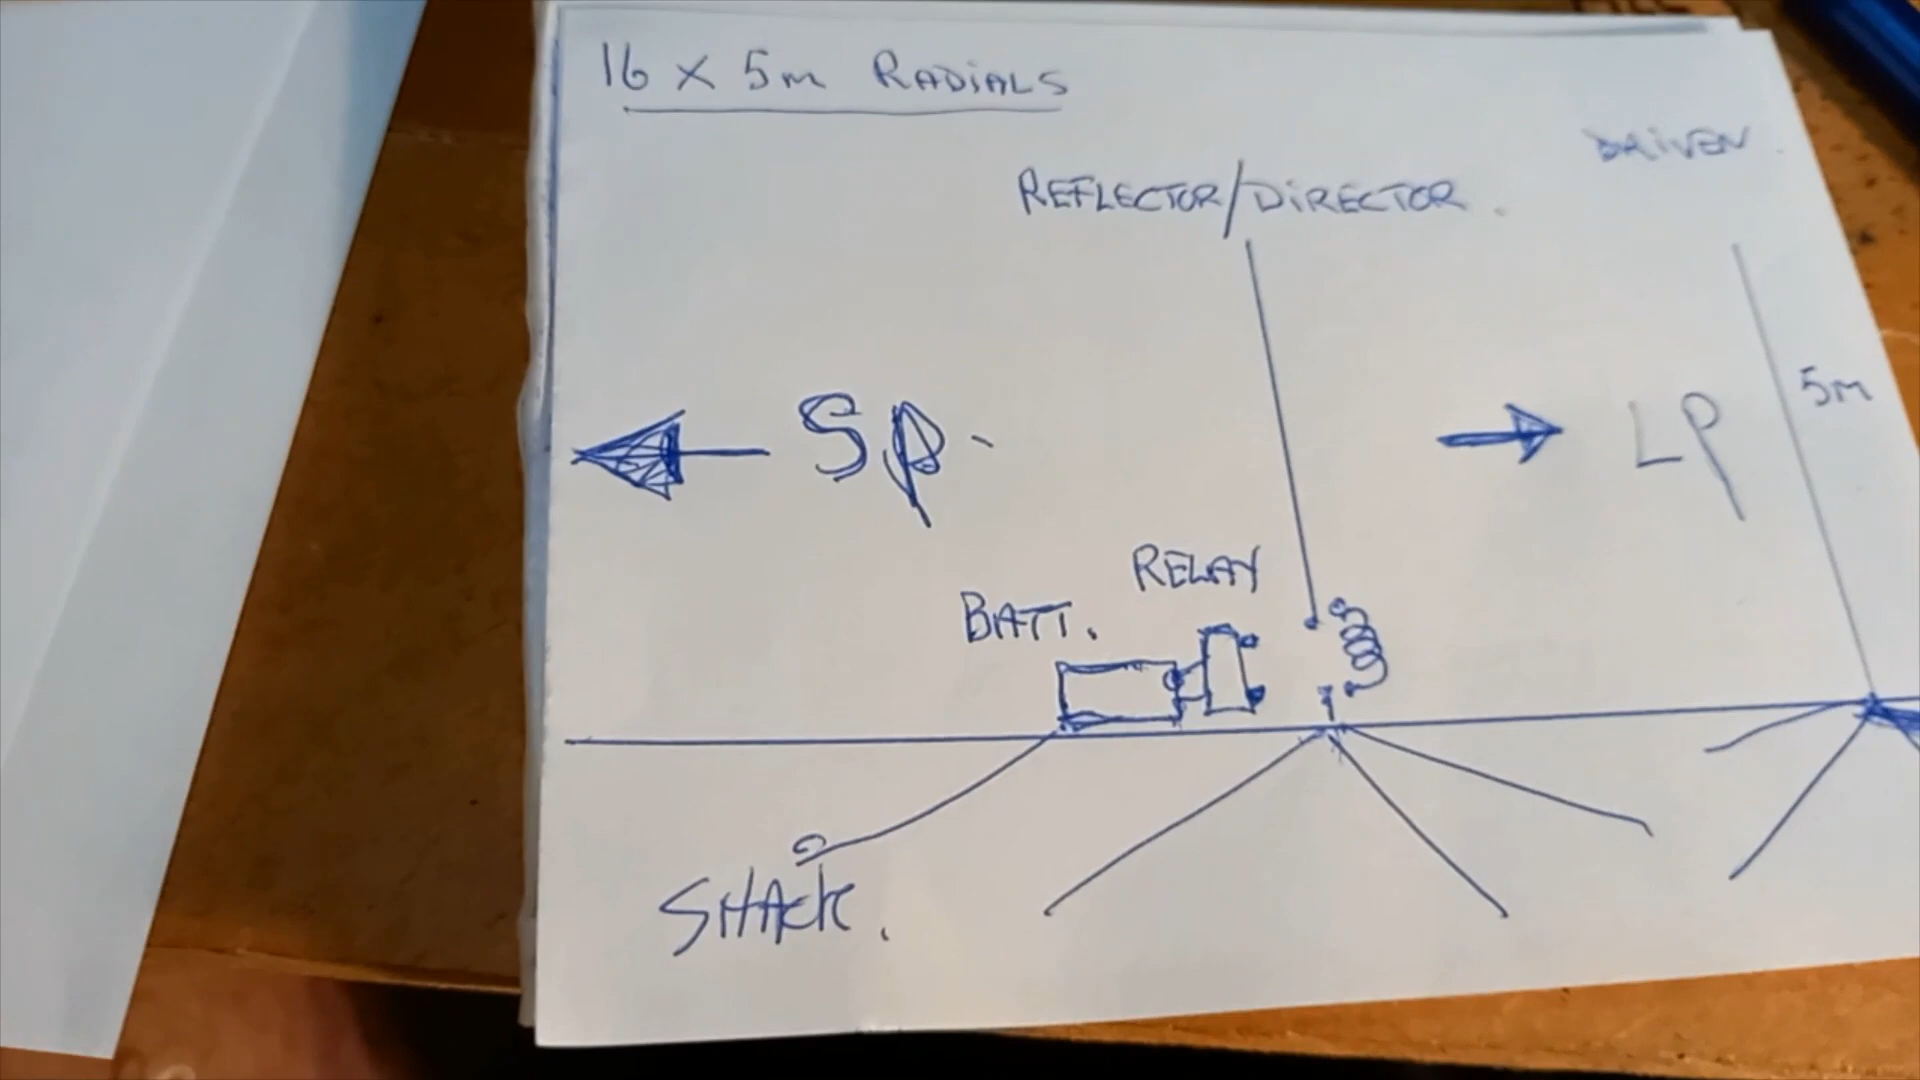 16 x 5m RADIALS
DRIVEN.
REFLECTOR/DIRECTOR.
SP.
LP
5m
RELAY
BATT.
SHACK.